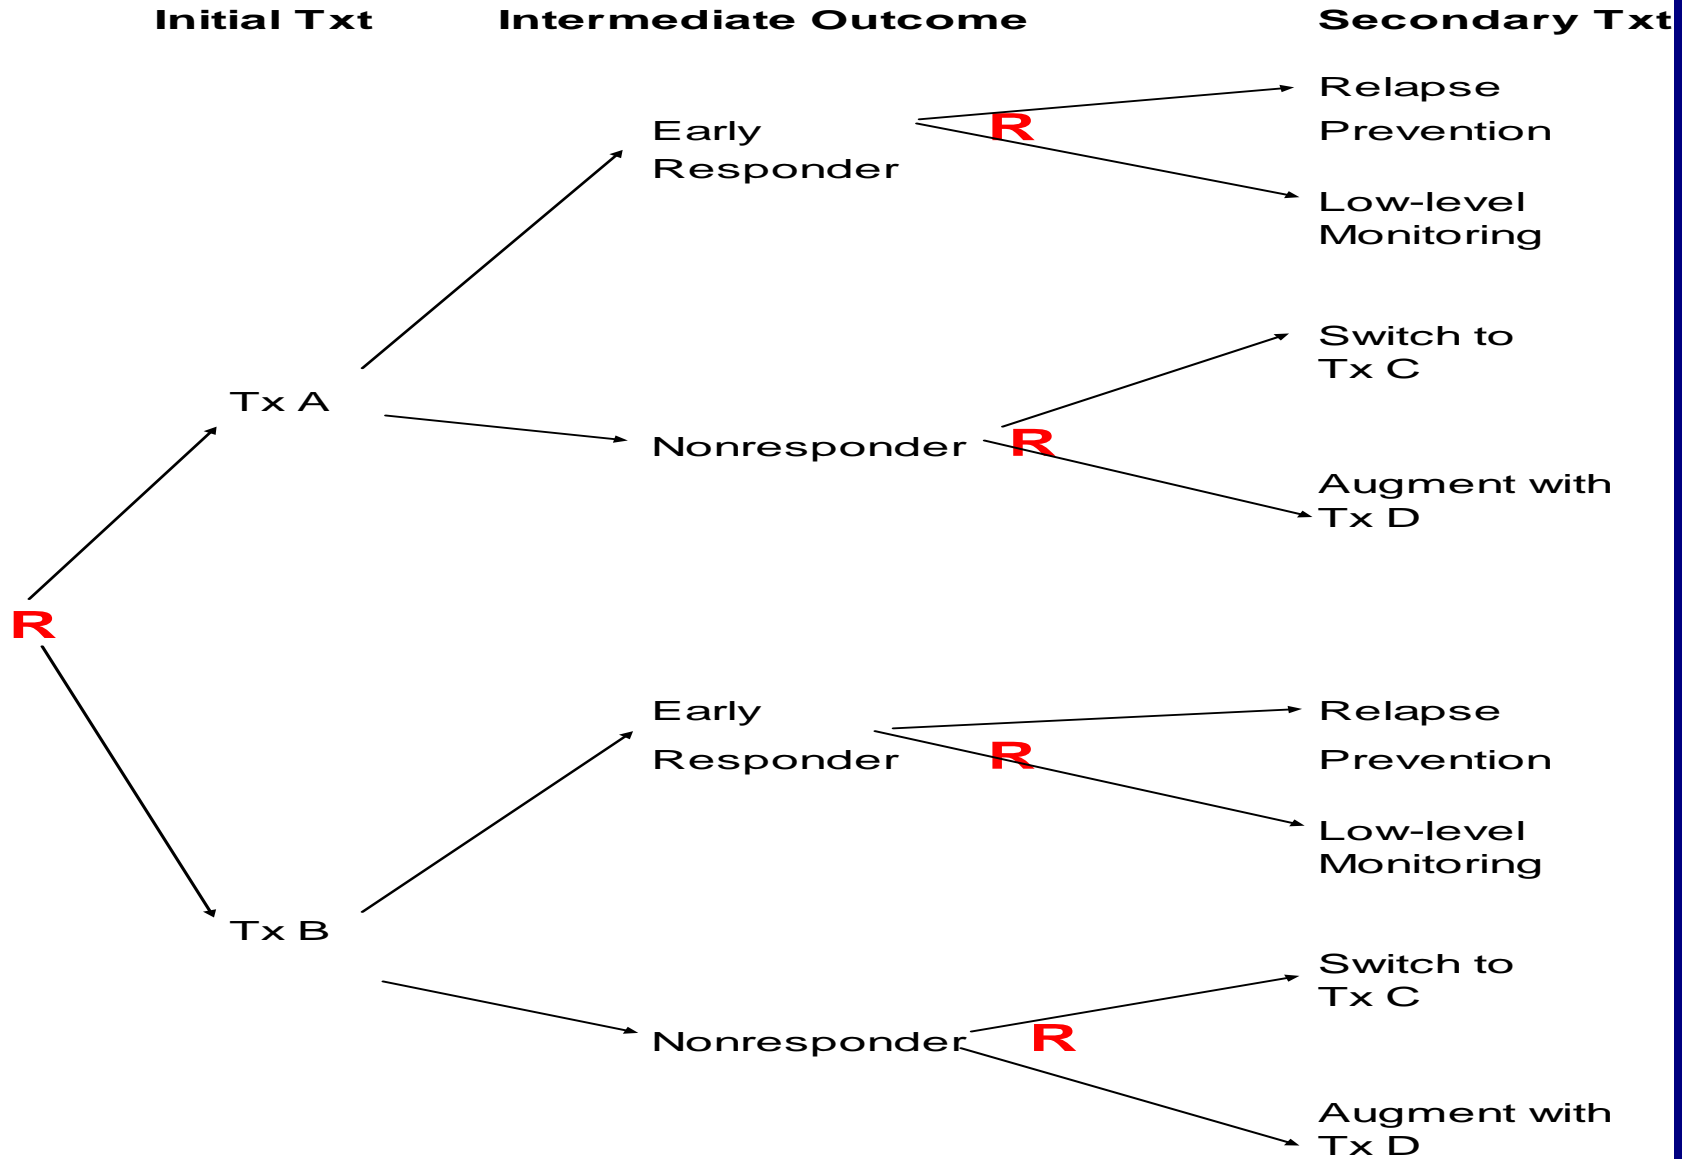 Initial Txt Intermediate Outcome Secondary Txt
Early
Responder
R
Relapse
Prevention
Low-level
Monitoring
Tx A
Nonresponder
R
Switch to
Tx C
Augment with
Tx D
R
Early
Responder
R
Relapse
Prevention
Low-level
Monitoring
Tx B
Nonresponder
R
Switch to
Tx C
Augment with
Tx D